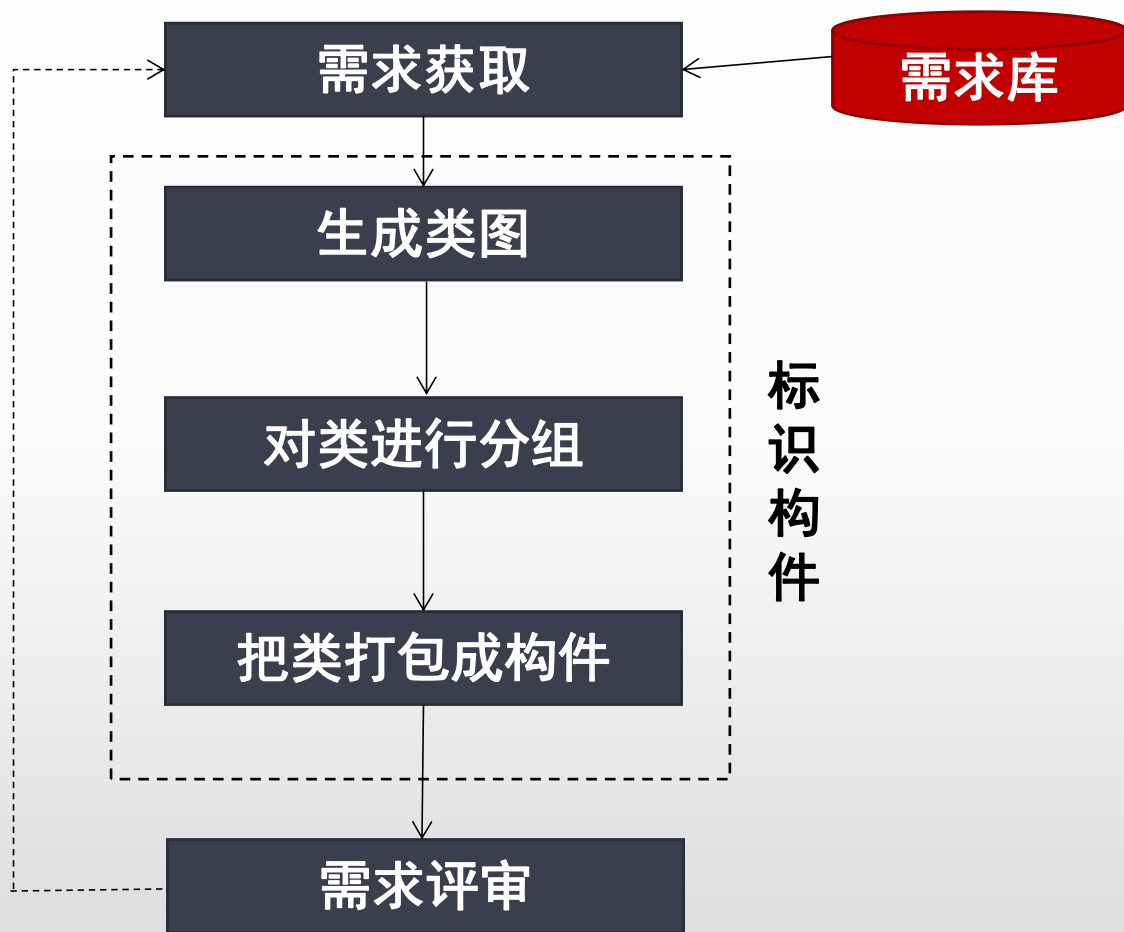 需求获取
需求库
生成类图
对类进行分组
标识构件
把类打包成构件
需求评审